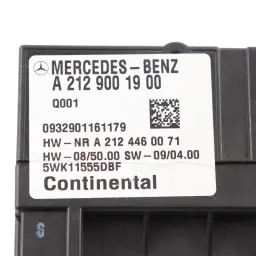 MERCEDES-BENZ
A 212 900 19 00
Q001
0932901161179
HW-NR A 212 446 00 71
HW-08/50.00 SW-09/04.00
5WK11555DBF
Continental